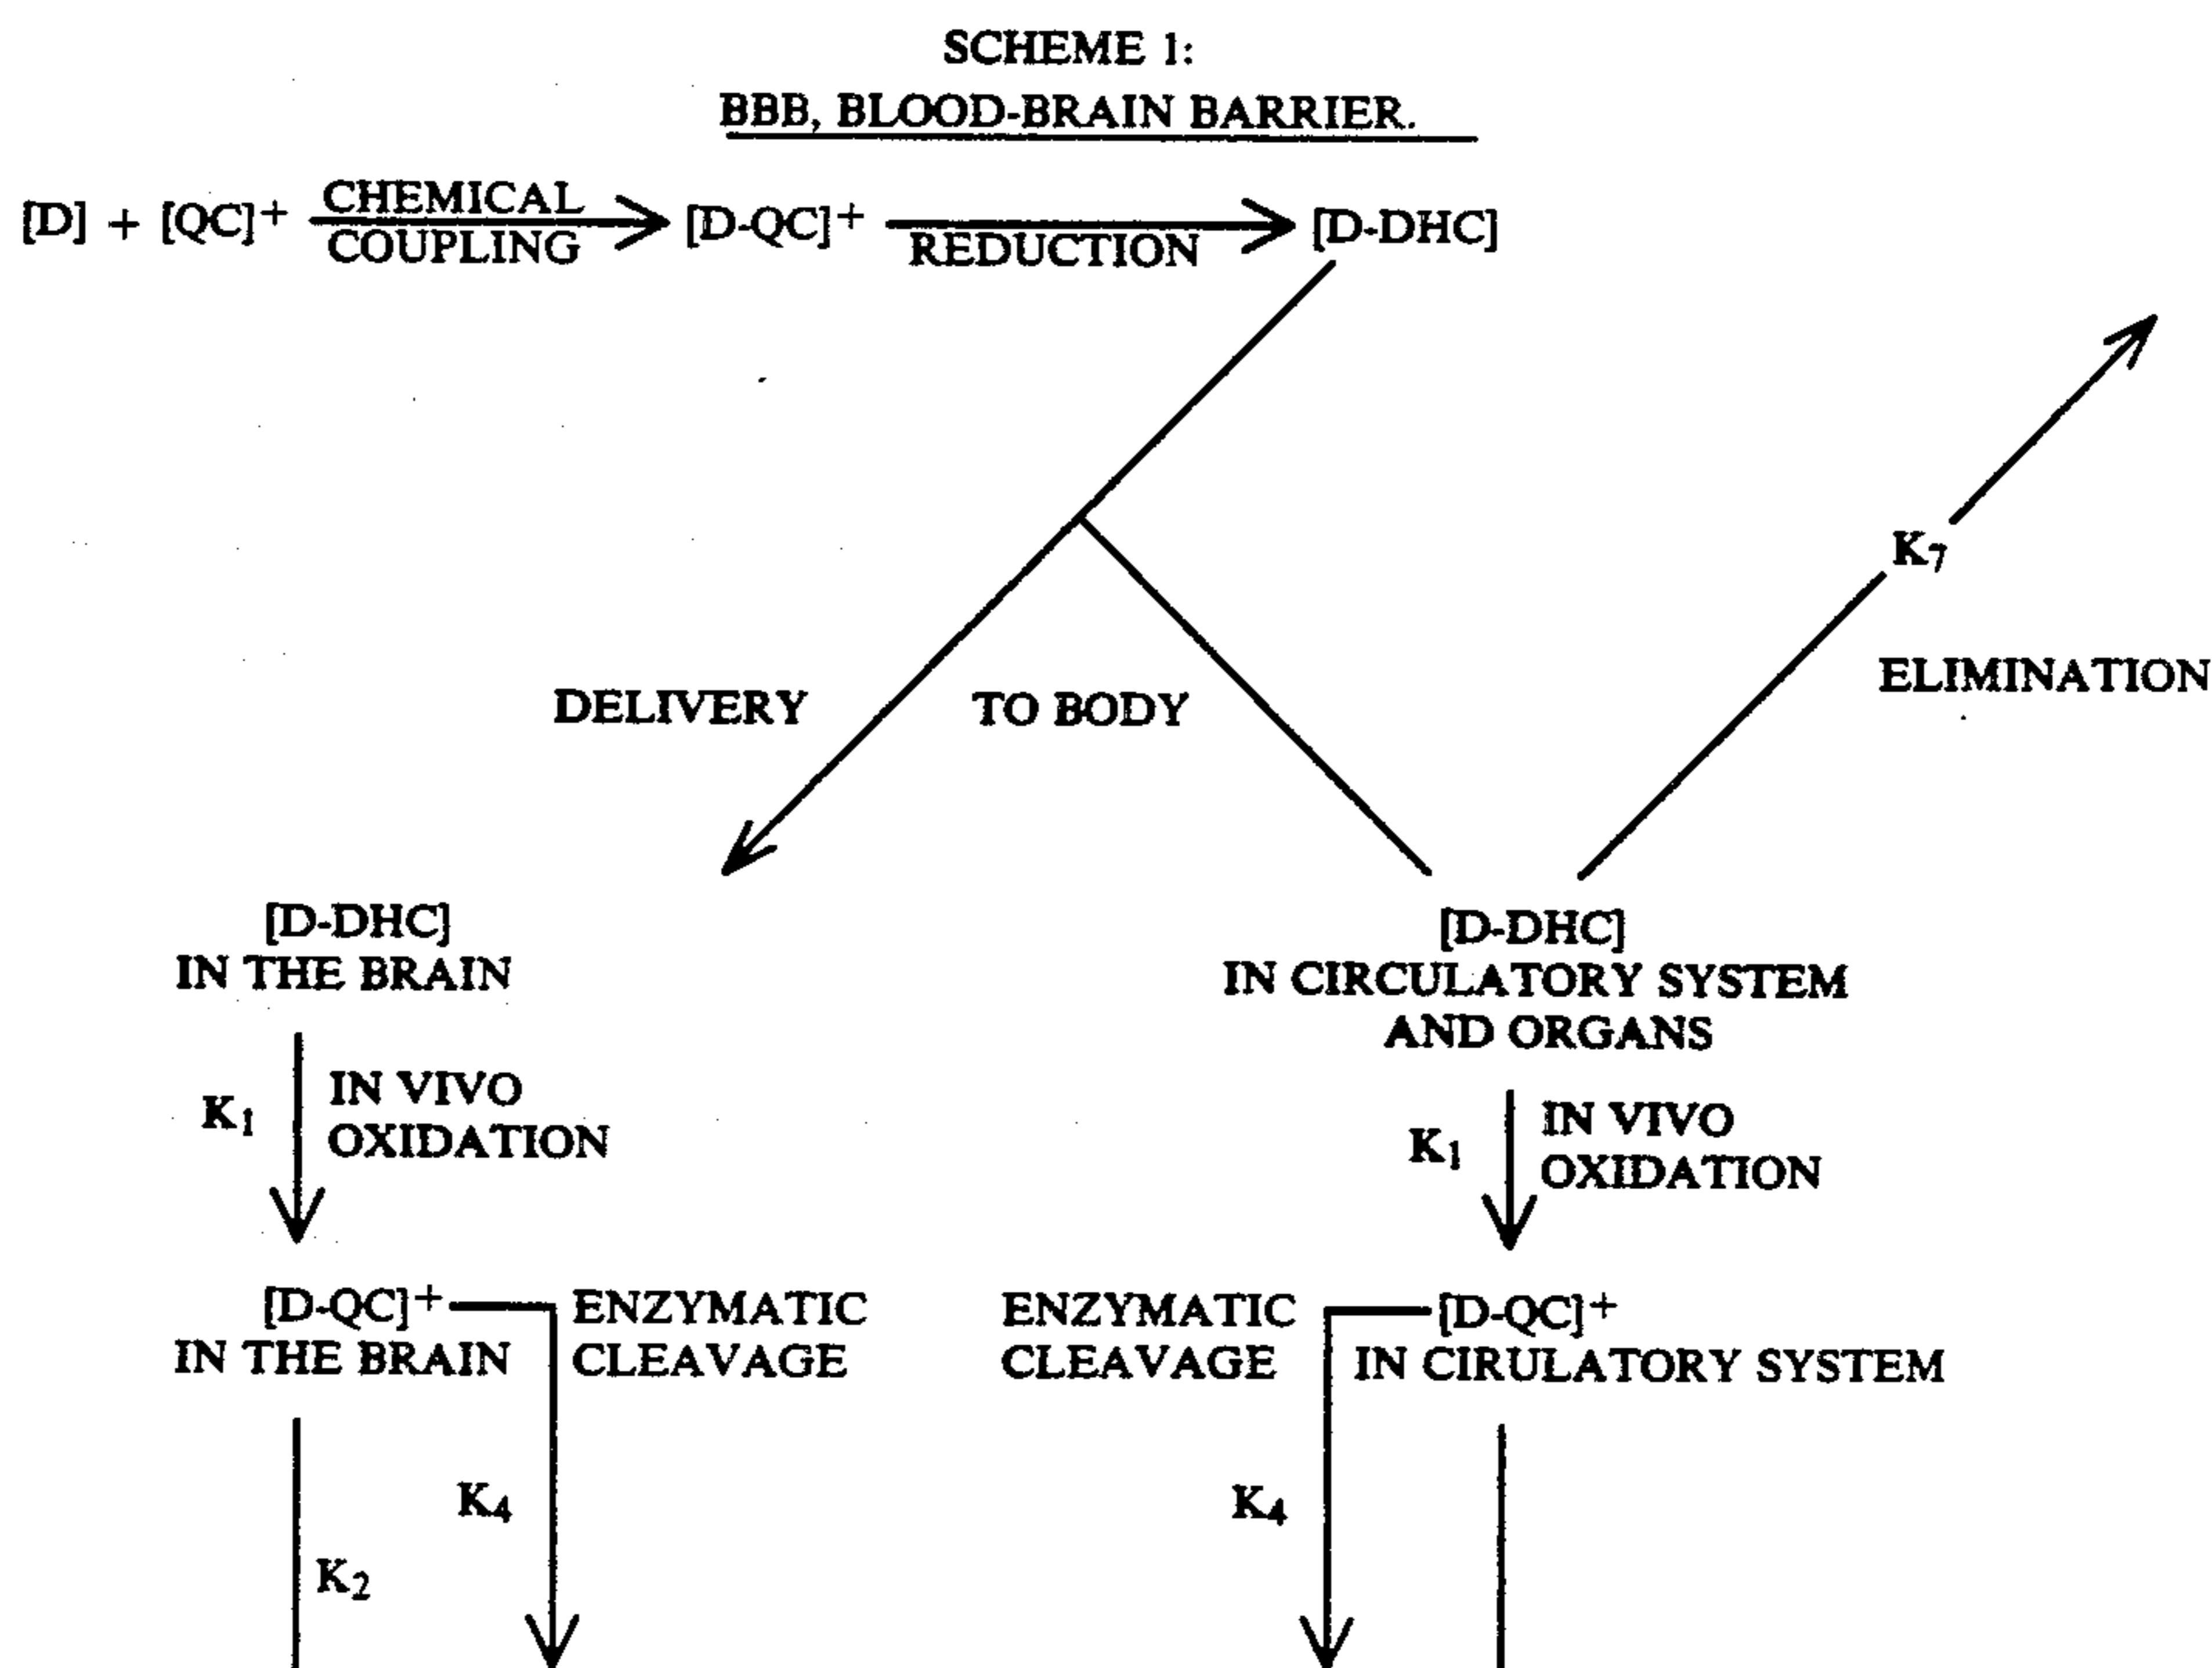 SCHEME 1:
BBB, BLOOD-BRAIN BARRIER.
[D] + [QC]+ CHEMICAL COUPLING [D-QC]+ REDUCTION [D-DHC]
K7
ELIMINATION
DELIVERY TO BODY
[D-DHC]
IN THE BRAIN
[D-DHC]
IN CIRCULATORY SYSTEM
AND ORGANS
K1 IN VIVO
OXIDATION
K1 IN VIVO
OXIDATION
[D-QC]+ ENZYMATIC
IN THE BRAIN CLEAVAGE
ENZYMATIC [D-QC]+
CLEAVAGE IN CIRULATORY SYSTEM
K4
K4
K2